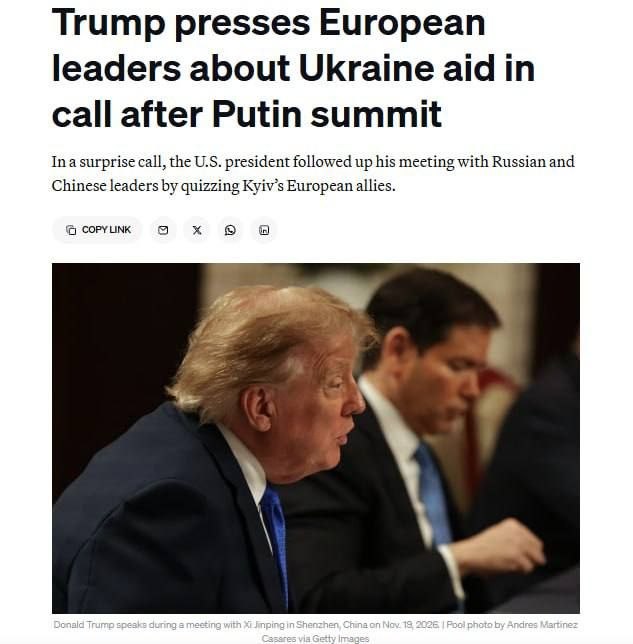 Trump presses European
leaders about Ukraine aid in
call after Putin summit
In a surprise call, the U.S. president followed up his meeting with Russian and
Chinese leaders by quizzing Kyiv’s European allies.
COPY LINK
Donald Trump speaks during a meeting with Xi Jinping in Shenzhen, China on Nov. 19, 2026. | Pool photo by Andres Martinez
Casares via Getty Images